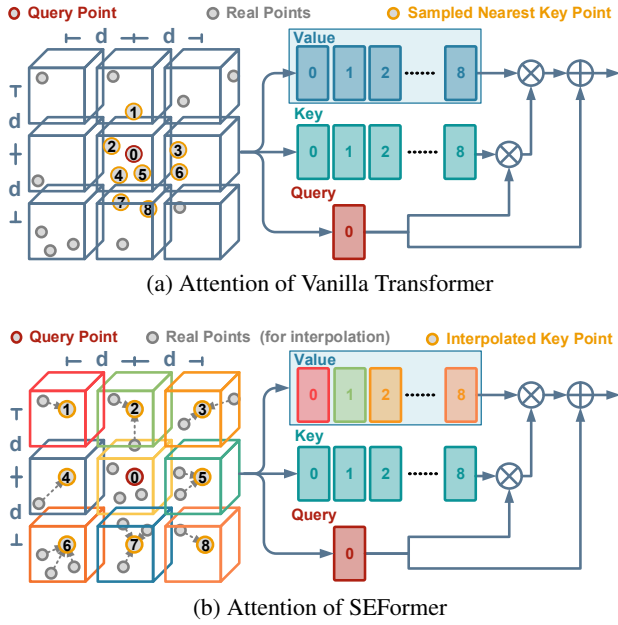 Query Point Real Points Sampled Nearest Key Point
d d
Value
0 1 2 ······ 8
1
d
Key
2 0 3
0 1 2 ······ 8
4 5 6
d
Query
7 8
0
(a) Attention of Vanilla Transformer
Query Point Real Points (for interpolation) Interpolated Key Point
d d
Value
0 1 2 ······ 8
1 2 3
d
Key
4 0 5
0 1 2 ······ 8
d
Query
6 7 8
0
(b) Attention of SEFormer